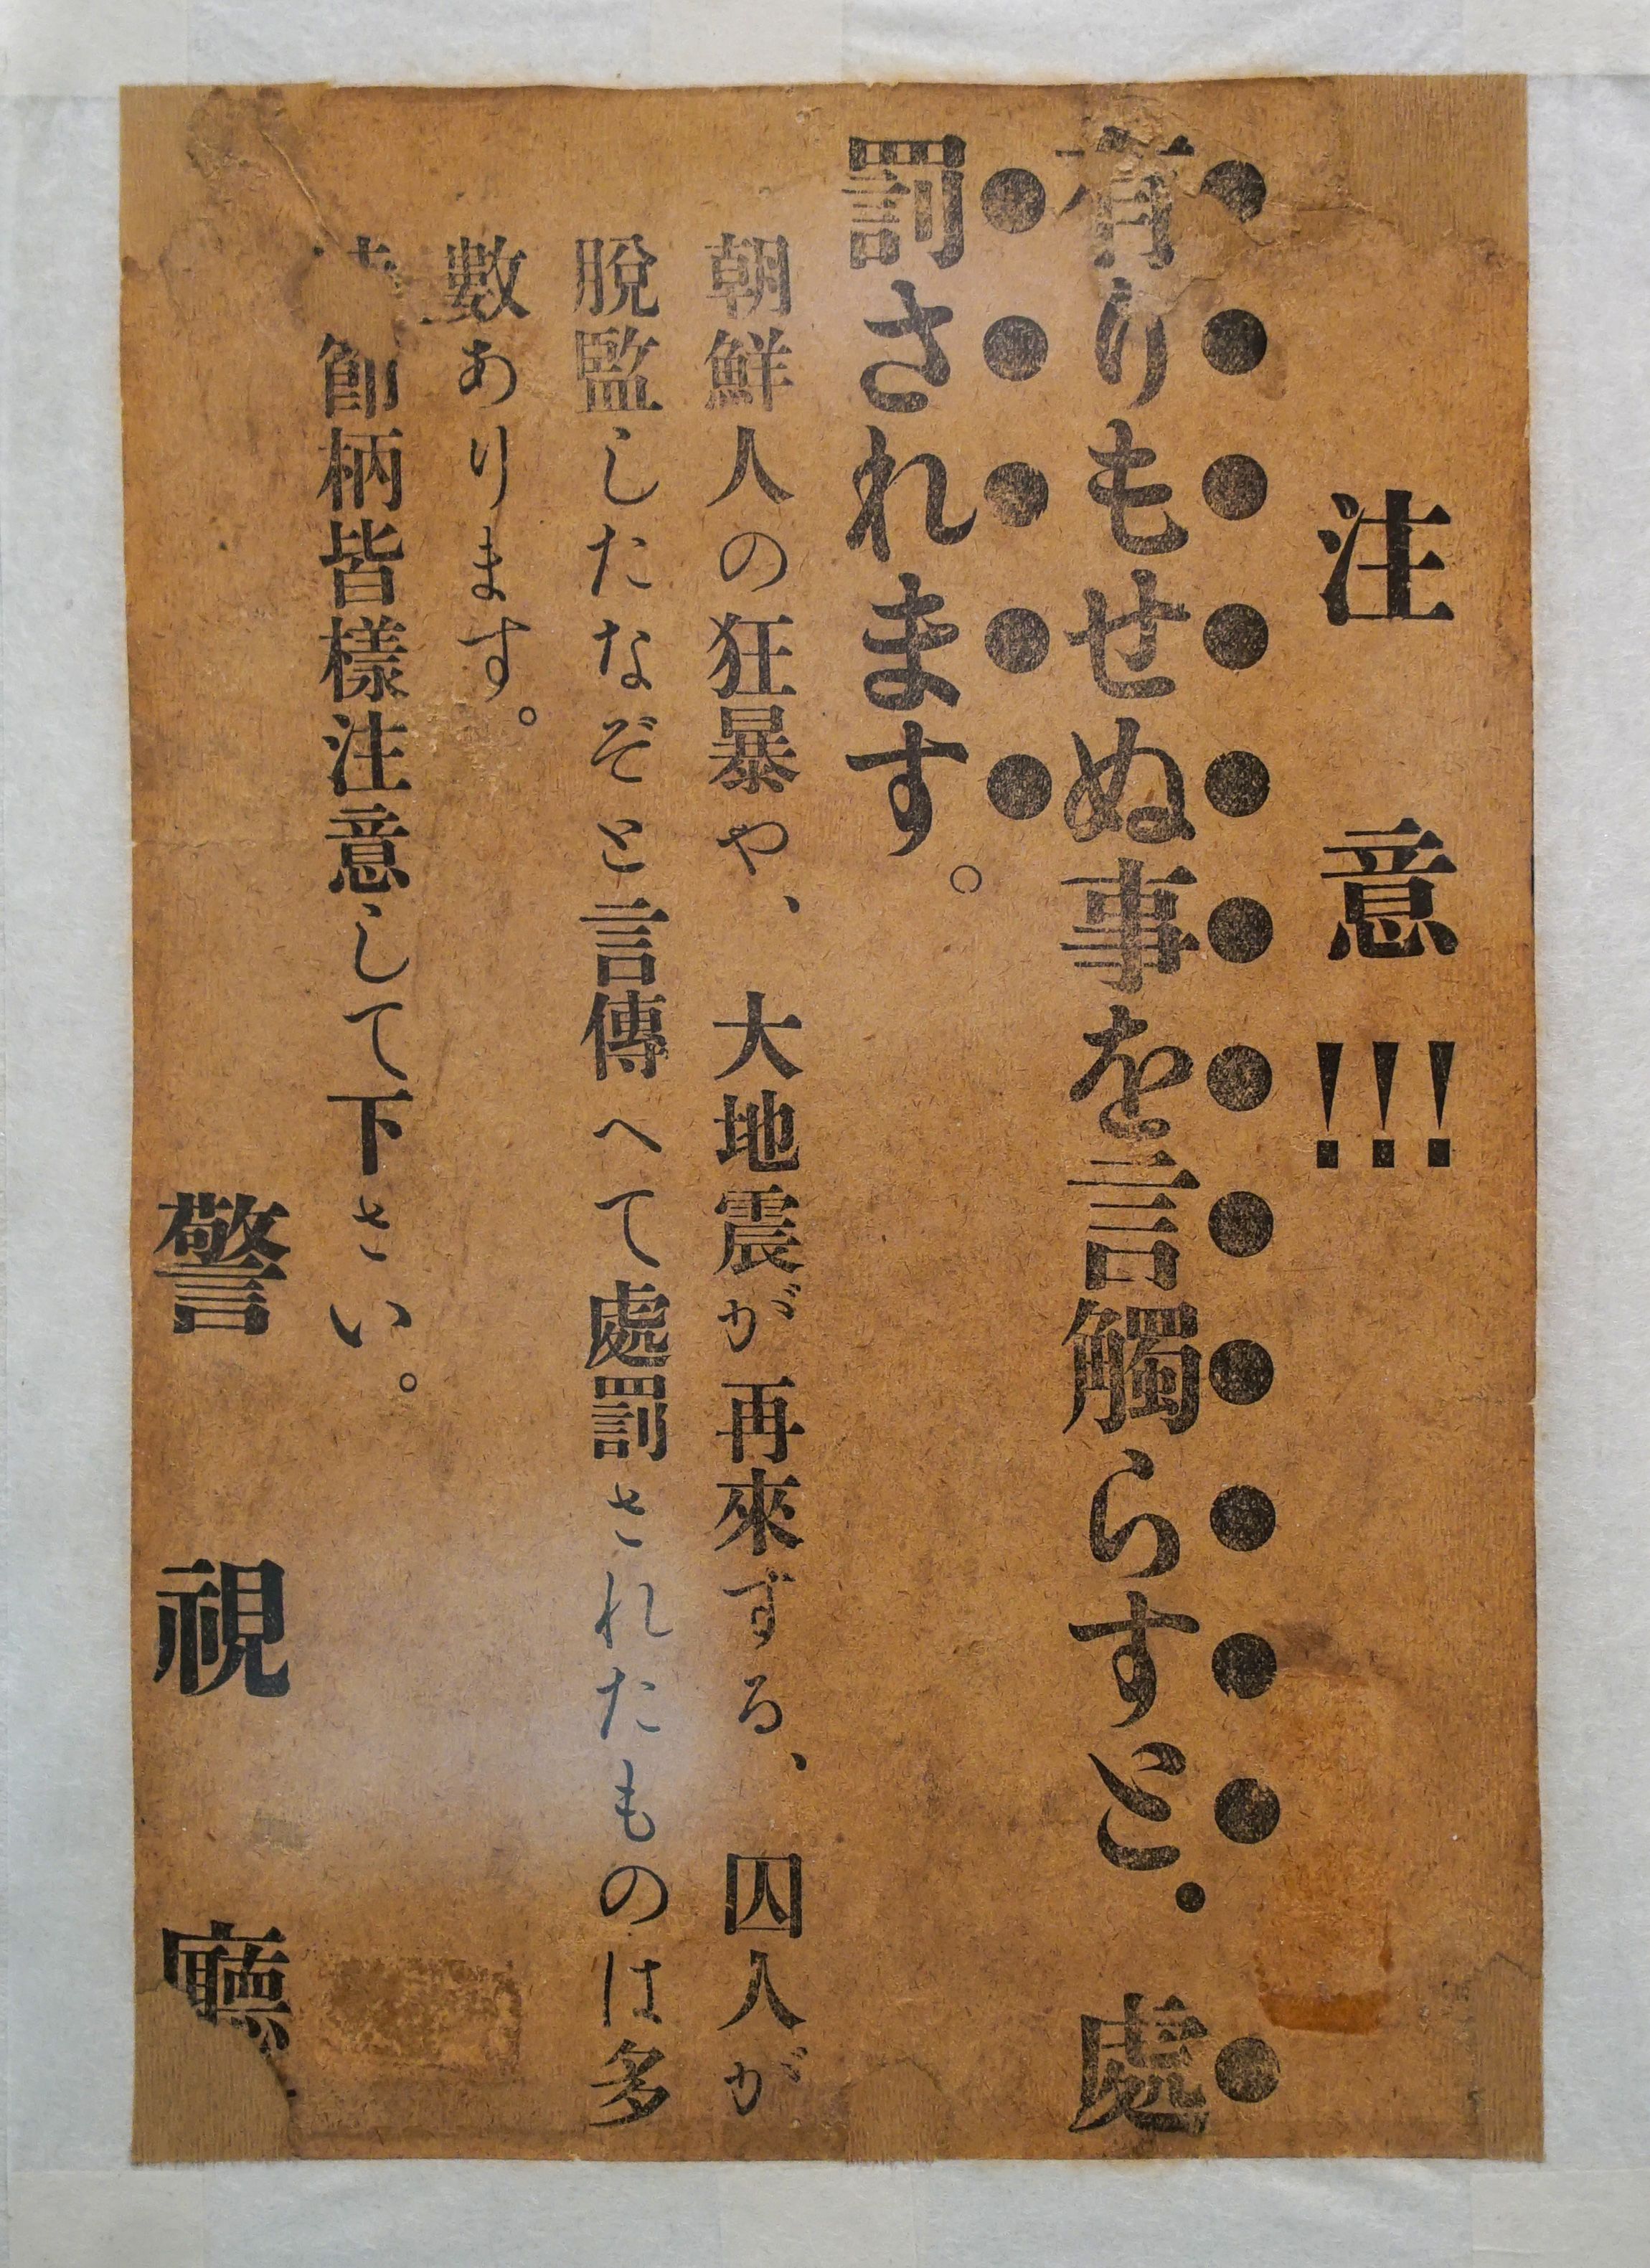 注意!!!
有りもせぬ事を言觸らすと.處
罰されます。
朝鮮人の狂暴や、大地震が再來する、囚人が
脫監したなぞと言傳へて處罰されたものは多
數あります。
節柄皆樣注意して下さい。
警視廳